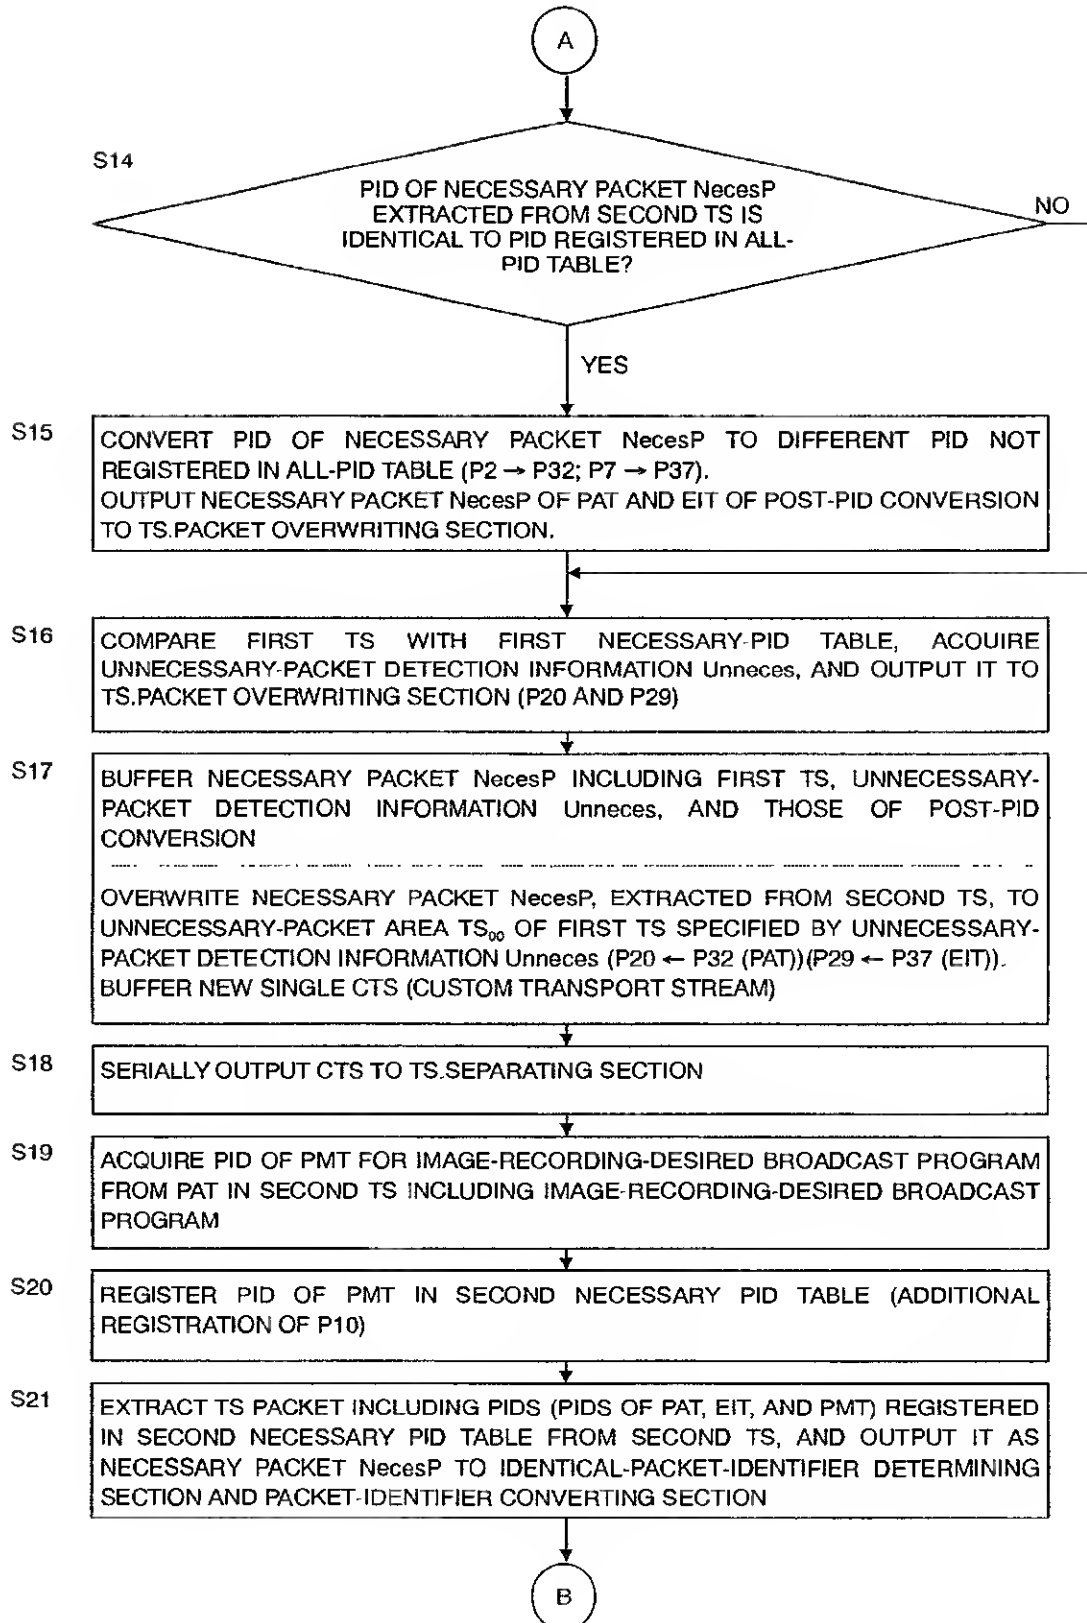 A
S14
PID OF NECESSARY PACKET NecesP
EXTRACTED FROM SECOND TS IS
IDENTICAL TO PID REGISTERED IN ALL-
PID TABLE?
NO
YES
S15
CONVERT PID OF NECESSARY PACKET NecesP TO DIFFERENT PID NOT
REGISTERED IN ALL-PID TABLE (P2 → P32; P7 → P37).
OUTPUT NECESSARY PACKET NecesP OF PAT AND EIT OF POST-PID CONVERSION
TO TS.PACKET OVERWRITING SECTION.
S16
COMPARE FIRST TS WITH FIRST NECESSARY-PID TABLE, ACQUIRE
UNNECESSARY-PACKET DETECTION INFORMATION Unneces, AND OUTPUT IT TO
TS.PACKET OVERWRITING SECTION (P20 AND P29)
S17
BUFFER NECESSARY PACKET NecesP INCLUDING FIRST TS, UNNECESSARY-
PACKET DETECTION INFORMATION Unneces, AND THOSE OF POST-PID
CONVERSION
OVERWRITE NECESSARY PACKET NecesP, EXTRACTED FROM SECOND TS, TO
UNNECESSARY-PACKET AREA TS₀₀ OF FIRST TS SPECIFIED BY UNNECESSARY-
PACKET DETECTION INFORMATION Unneces (P20 ← P32 (PAT))(P29 ← P37 (EIT)).
BUFFER NEW SINGLE CTS (CUSTOM TRANSPORT STREAM)
S18
SERIALLY OUTPUT CTS TO TS.SEPARATING SECTION
S19
ACQUIRE PID OF PMT FOR IMAGE-RECORDING-DESIRED BROADCAST PROGRAM
FROM PAT IN SECOND TS INCLUDING IMAGE-RECORDING-DESIRED BROADCAST
PROGRAM
S20
REGISTER PID OF PMT IN SECOND NECESSARY PID TABLE (ADDITIONAL
REGISTRATION OF P10)
S21
EXTRACT TS PACKET INCLUDING PIDS (PIDS OF PAT, EIT, AND PMT) REGISTERED
IN SECOND NECESSARY PID TABLE FROM SECOND TS, AND OUTPUT IT AS
NECESSARY PACKET NecesP TO IDENTICAL-PACKET-IDENTIFIER DETERMINING
SECTION AND PACKET-IDENTIFIER CONVERTING SECTION
B